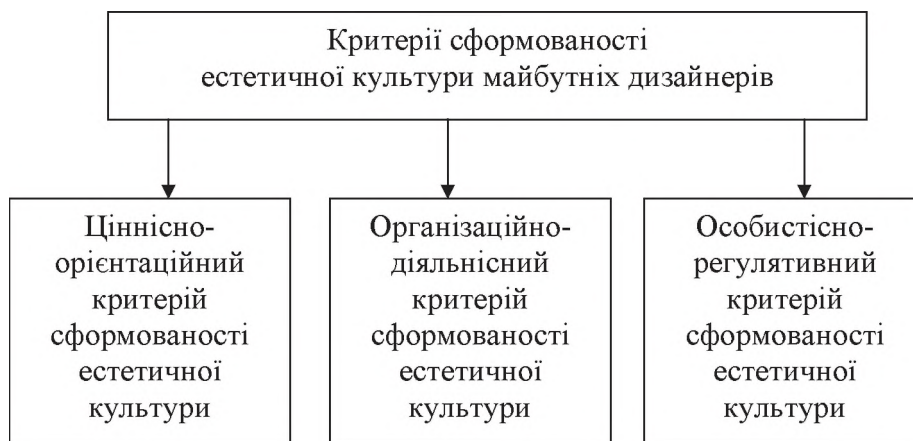 Критерії сформованості
естетичної культури майбутніх дизайнерів
Ціннісно-
орієнтаційний
критерій
сформованості
естетичної
культури
Організаційно-
діяльнісний
критерій
сформованості
естетичної
культури
Особистісно-
регулятивний
критерій
сформованості
естетичної
культури